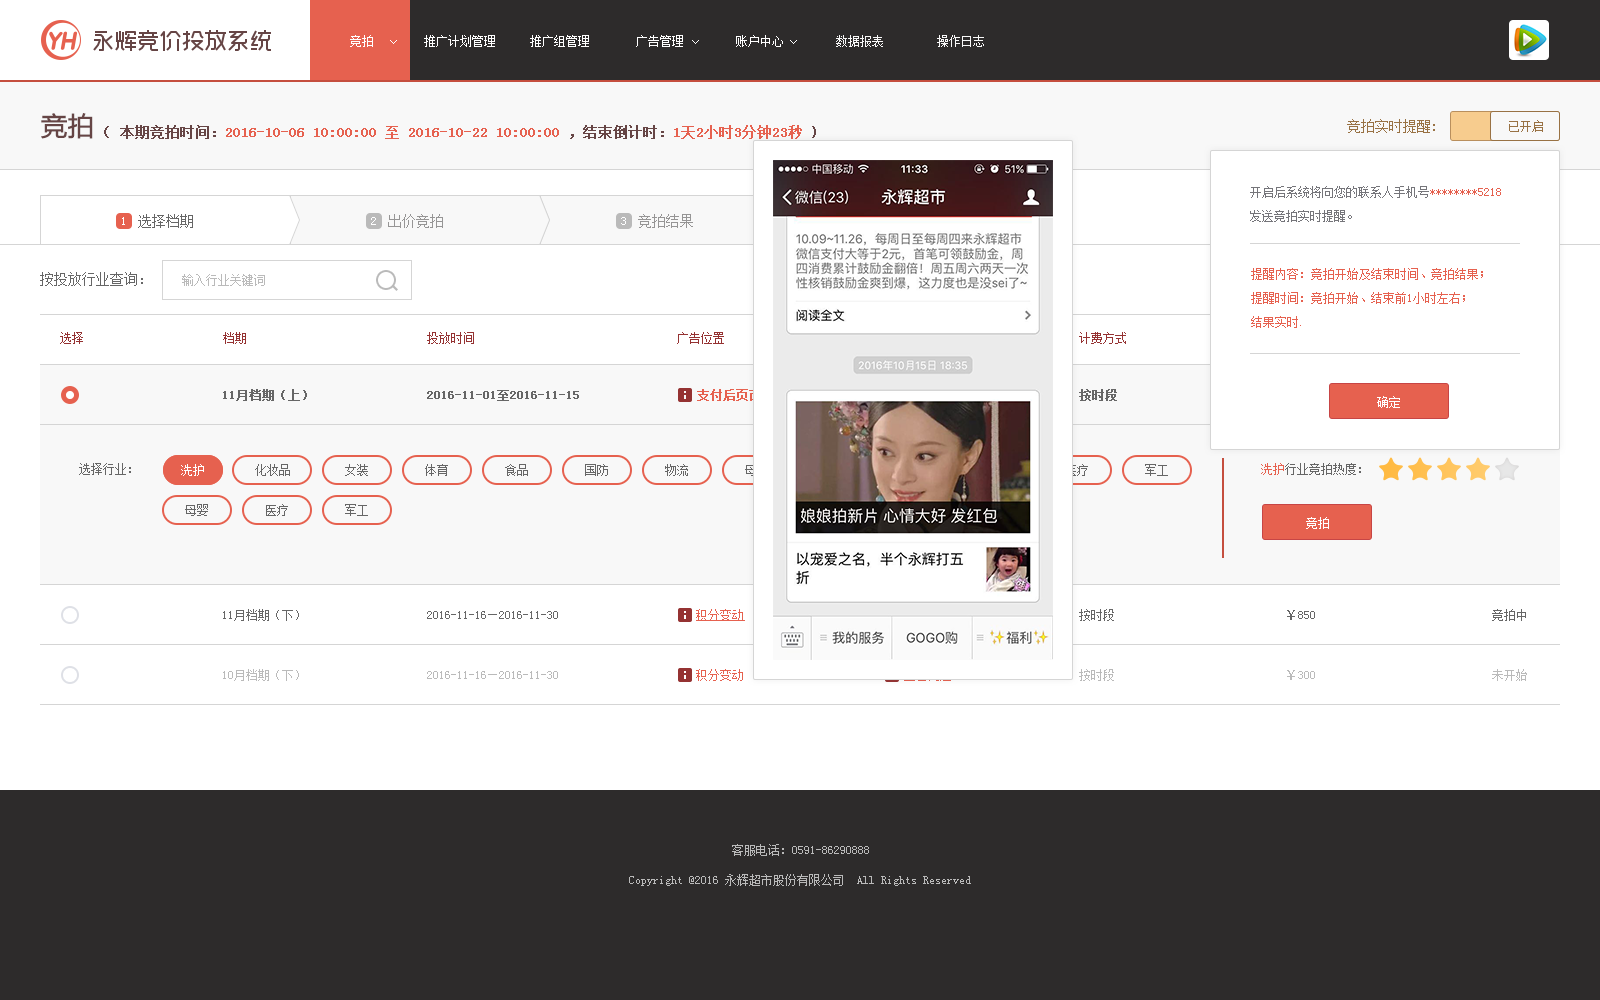 YH 永辉竞价投放系统
竞拍 推广计划管理 推广组管理 广告管理 账户中心 数据报表 操作日志
竞拍 ( 本期竞拍时间：2016-10-06 10:00:00 至 2016-10-22 10:00:00 ，结束倒计时：1天2小时3分钟23秒 )
竞拍实时提醒： 已开启
开启后系统将向您的联系人手机号********5218
发送竞拍实时提醒。
提醒内容：竞拍开始及结束时间、竞拍结果；
提醒时间：竞拍开始、结束前1小时左右；
结果实时.
确定
1 选择档期
2 出价竞拍
3 竞拍结果
按投放行业查询： 输入行业关键词
选择 档期 投放时间 广告位置 计费方式
11月档期（上） 2016-11-01至2016-11-15 支付后页 按时段
选择行业： 洗护 化妆品 女装 体育 食品 国防 物流 医疗 军工
母婴 医疗 军工
洗护行业竞拍热度：
竞拍
11月档期（下） 2016-11-16—2016-11-30 积分变动 按时段 ￥850 竞拍中
10月档期（下） 2016-11-16—2016-11-30 积分变动 按时段 ￥300 未开始
中国移动 11:33 51%
微信(23) 永辉超市
10.09~11.26，每周日至每周四来永辉超市
微信支付大等于2元，首笔可领鼓励金，周
四消费累计鼓励金翻倍！周五周六两天一次
性核销鼓励金爽到爆，这力度也是没sei了~
阅读全文
2016年10月15日 18:35
娘娘拍新片 心情大好 发红包
以宠爱之名，半个永辉打五
折
我的服务 GOGO购 ✨福利✨
客服电话：0591-86290888
Copyright @2016 永辉超市股份有限公司 All Rights Reserved